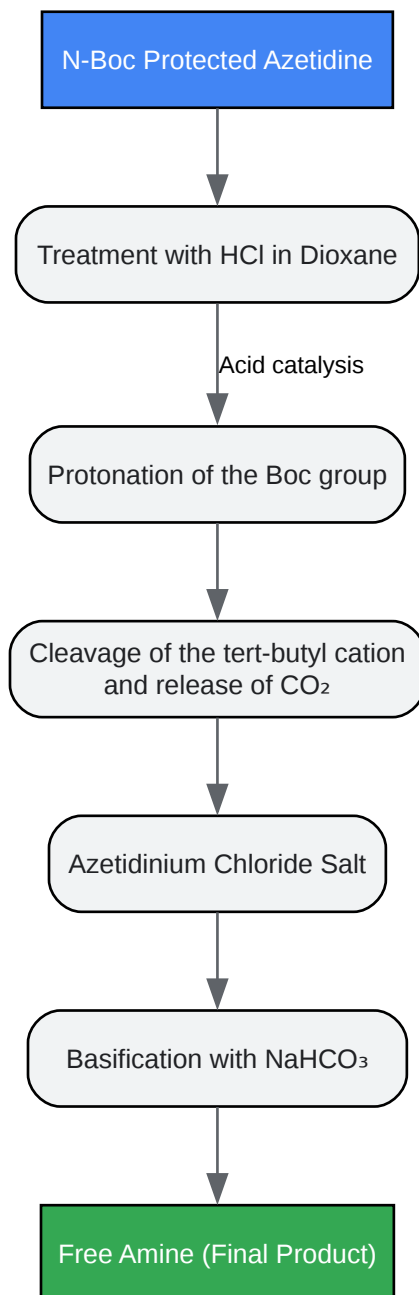 N-Boc Protected Azetidine
Treatment with HCl in Dioxane
Acid catalysis
Protonation of the Boc group
Cleavage of the tert-butyl cation
and release of CO₂
Azetidinium Chloride Salt
Basification with NaHCO₃
Free Amine (Final Product)